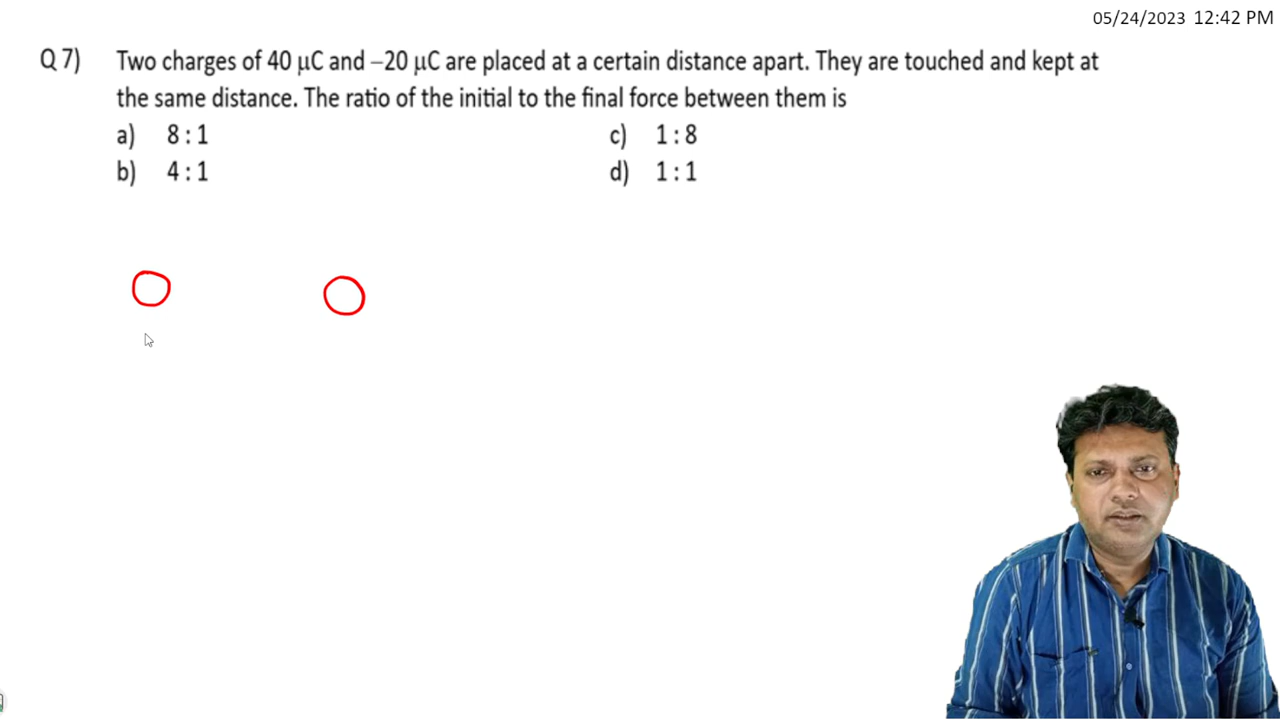 05/24/2023 12:42 PM
Q 7) Two charges of 40 μC and –20 μC are placed at a certain distance apart. They are touched and kept at
the same distance. The ratio of the initial to the final force between them is
a) 8 : 1 c) 1 : 8
b) 4 : 1 d) 1 : 1